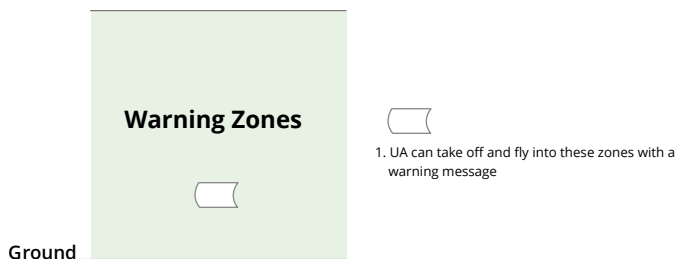 Warning Zones
1. UA can take off and fly into these zones with a
warning message
Ground